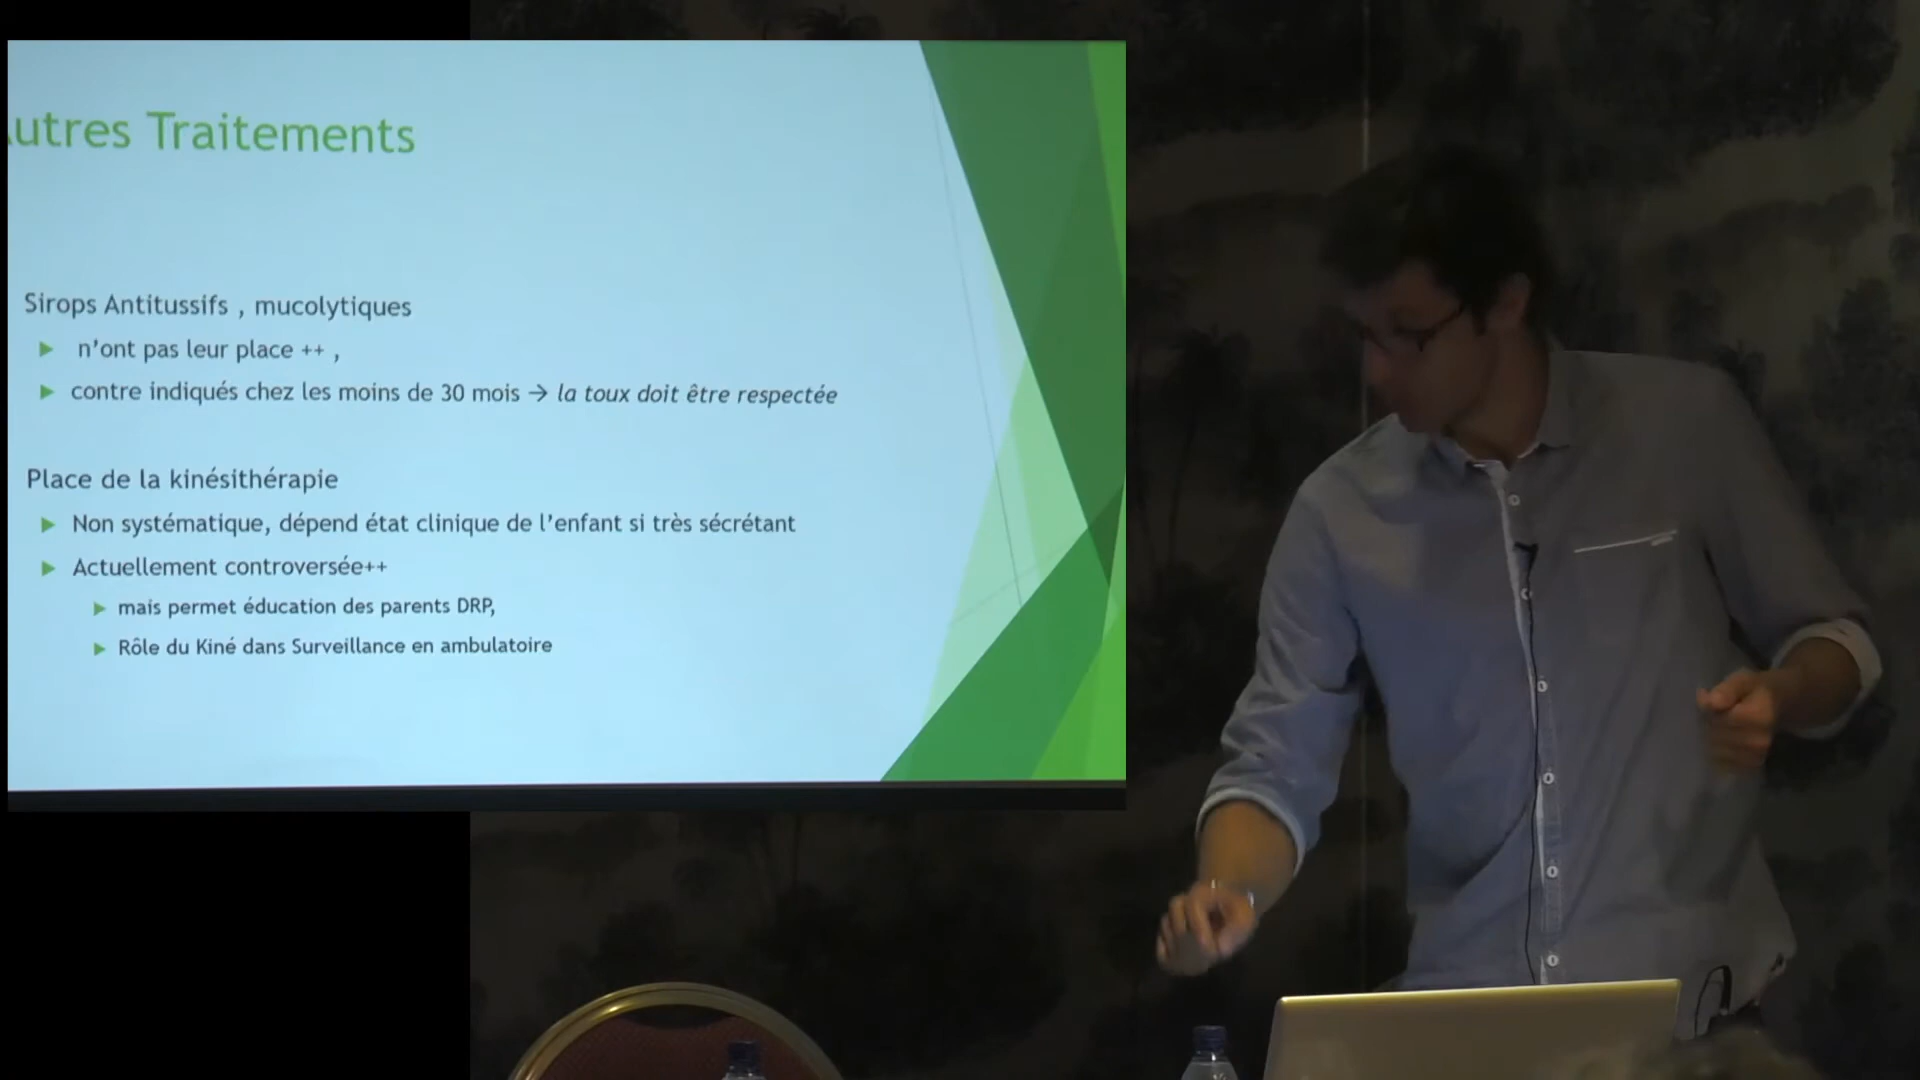 utres Traitements
Sirops Antitussifs , mucolytiques
n'ont pas leur place ++ ,
contre indiqués chez les moins de 30 mois → la toux doit être respectée
Place de la kinésithérapie
Non systématique, dépend état clinique de l'enfant si très sécrétant
Actuellement controversée++
mais permet éducation des parents DRP,
Rôle du Kiné dans Surveillance en ambulatoire